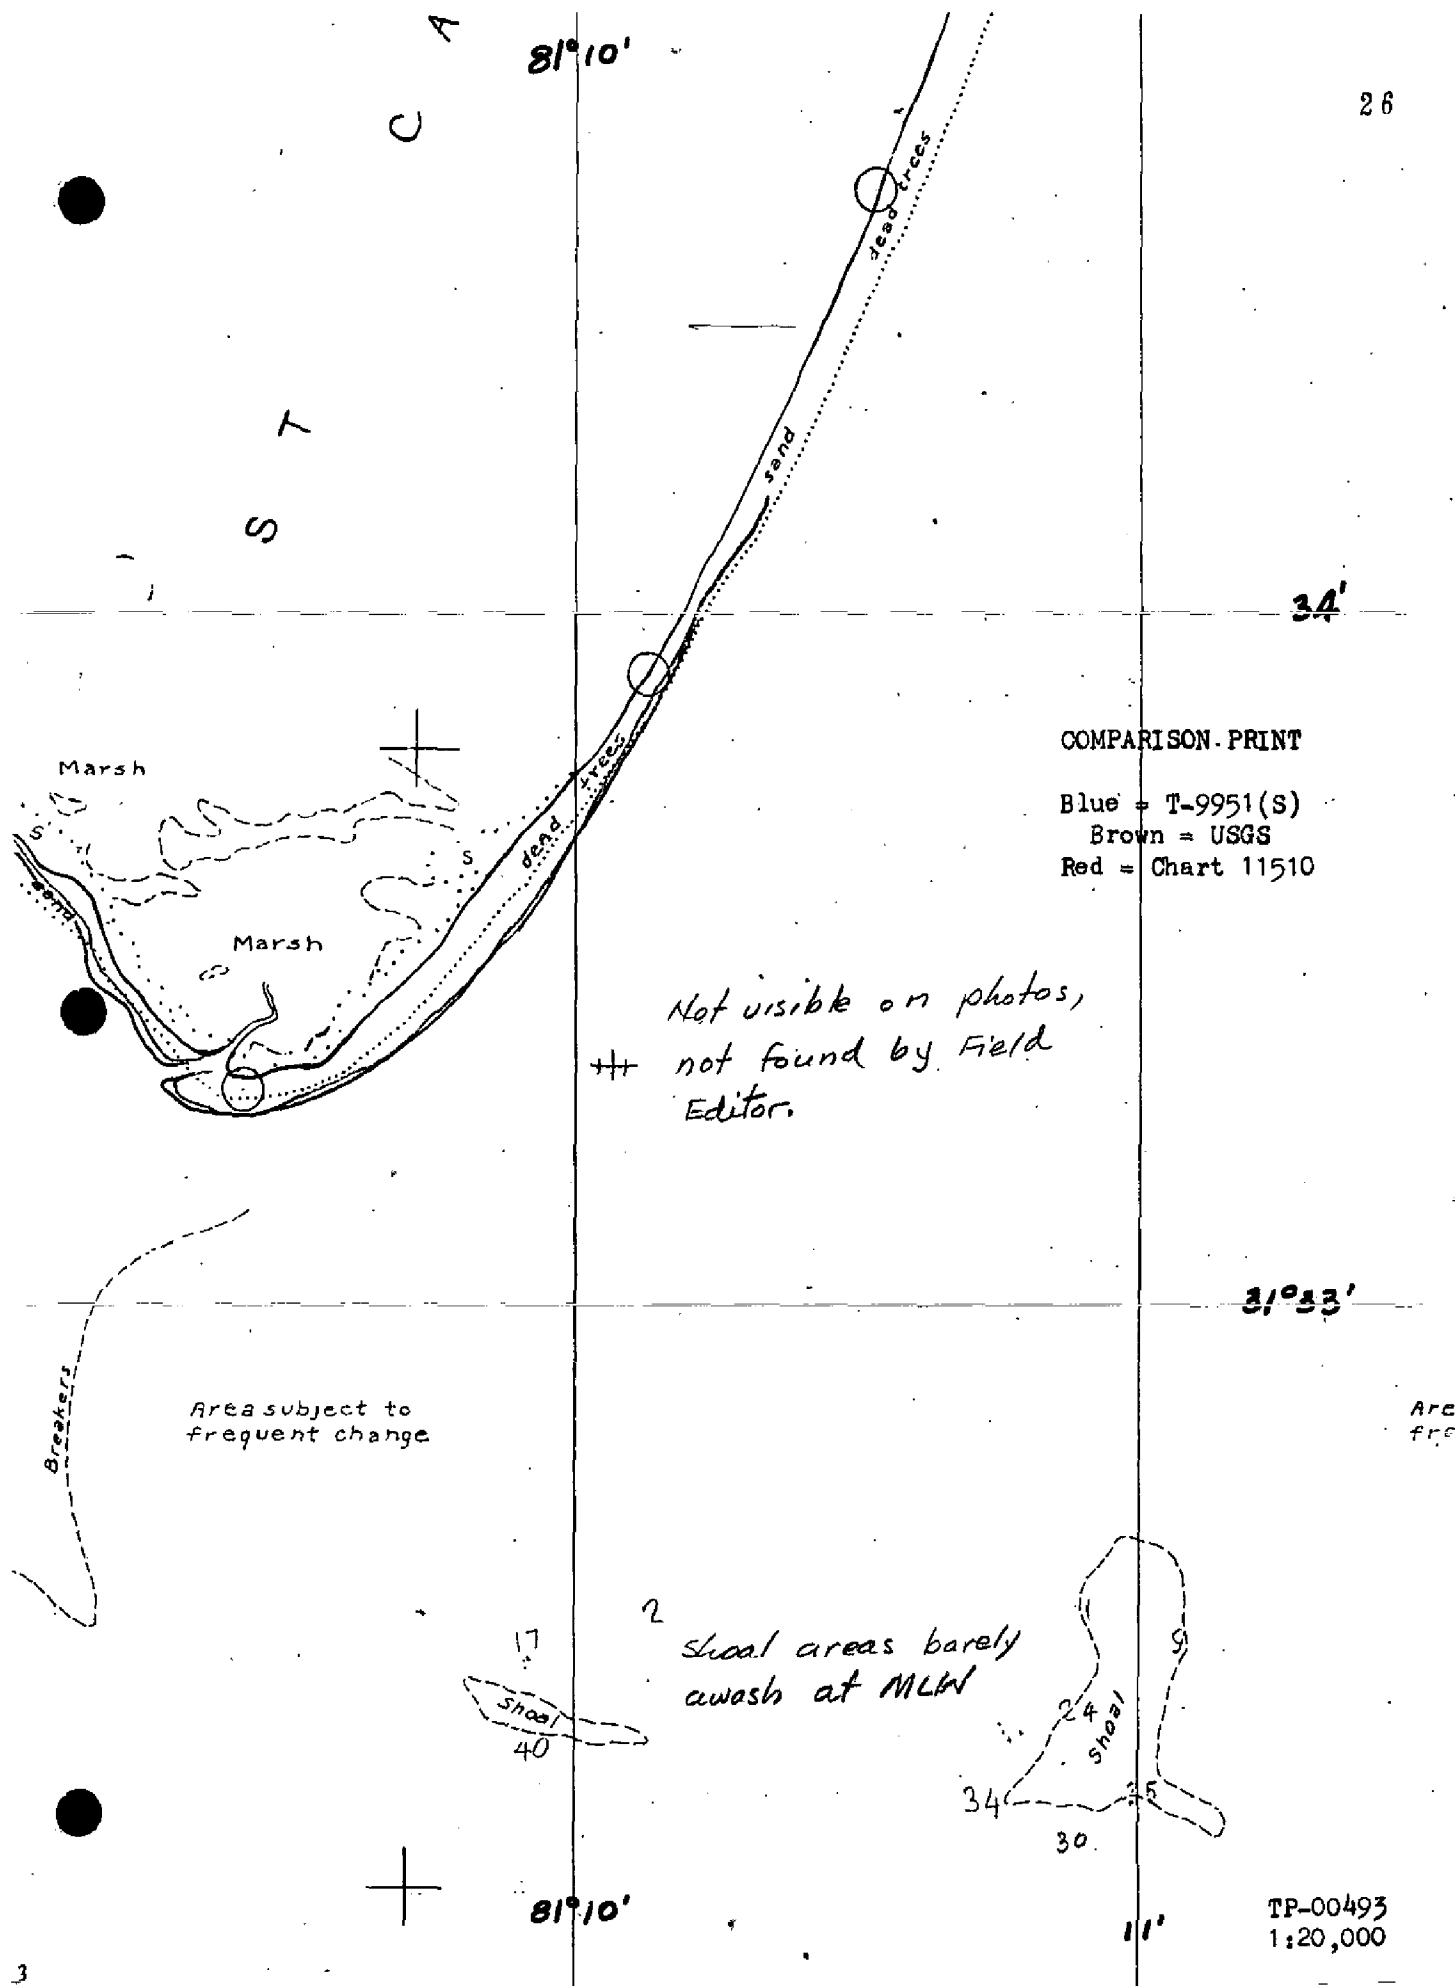 A
81°10'
26
C
dead trees
T
sand
S
34'
COMPARISON PRINT
Marsh
trees
Blue = T-9951(S)
Brown = USGS
Red = Chart 11510
S
dead
S
sand
Marsh
Not visible on photos,
not found by Field
Editor.
31°33'
Breakers
Area subject to
frequent change
Are
fre
2
17
Shoal areas barely
awash at MLW
9
shoal
24
shoal
40
34
35
30
81°10'
11'
TP-00493
1:20,000
3